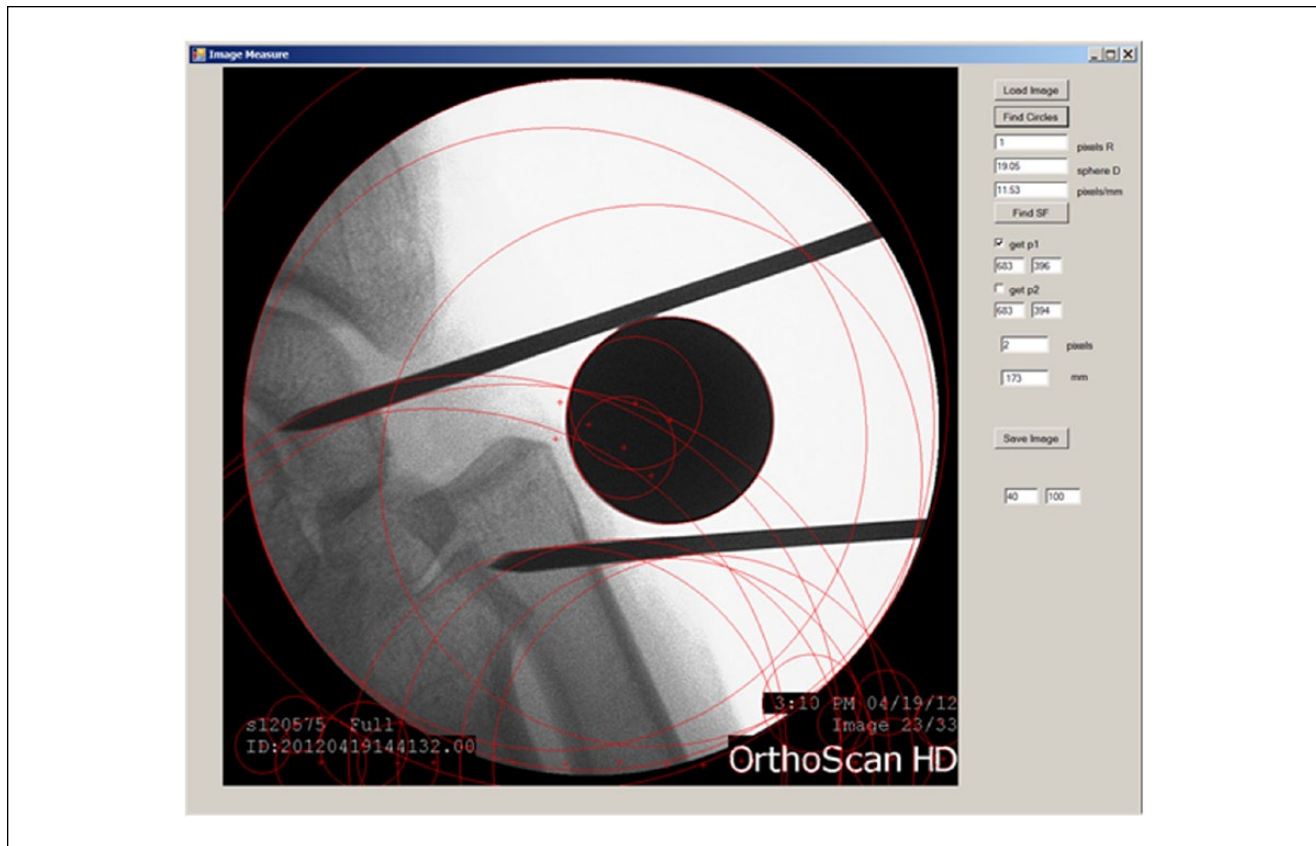 Image Measure
Load Image
Find Circles
1 pixels R
19.05 sphere D
11.53 pixels/mm
Find SF
get p1
683 396
get p2
683 394
2 pixels
.173 mm
Save Image
40 100
3:10 PM 04/19/12
s120575 Full
Image 23/33
ID:20120419144132.00
OrthoScan HD